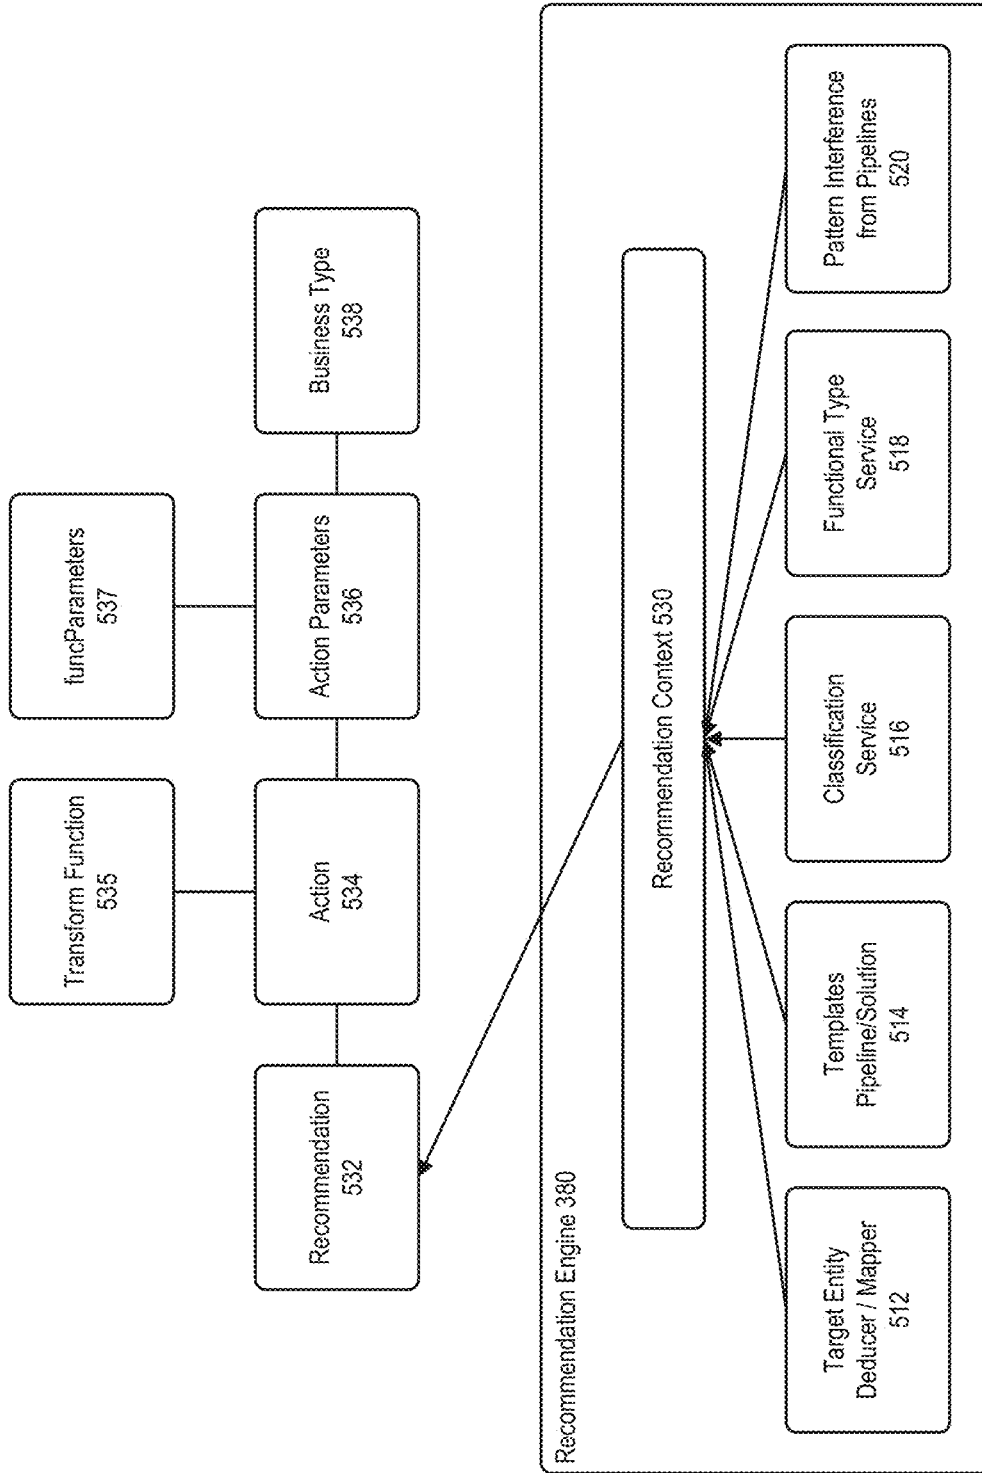 Transform Function
535
funcParameters
537
Recommendation
532
Action
534
Action Parameters
536
Business Type
538
Recommendation Engine 380
Recommendation Context 530
Target Entity
Deducer / Mapper
512
Templates
Pipeline/Solution
514
Classification
Service
516
Functional Type
Service
518
Pattern Interference
from Pipelines
520